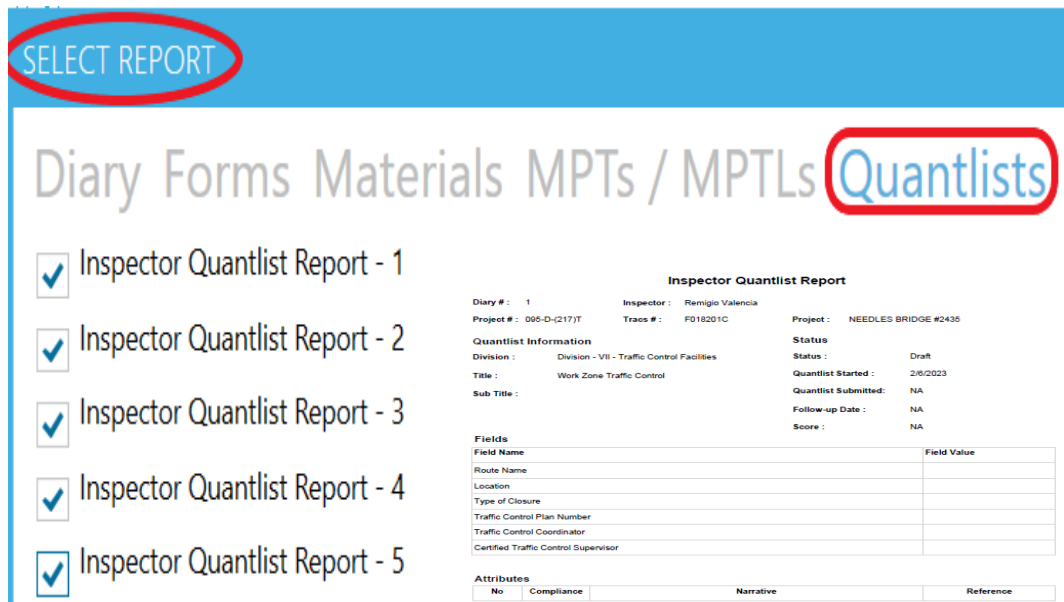 SELECT REPORT
Diary Forms Materials MPTs / MPTLs Quantlists
Inspector Quantlist Report - 1
Inspector Quantlist Report - 2
Inspector Quantlist Report - 3
Inspector Quantlist Report - 4
Inspector Quantlist Report - 5
Inspector Quantlist Report
Diary # : 1 Inspector : Remigio Valencia
Project # : 095-D-(217)T Tracs # : F018201C Project : NEEDLES BRIDGE #2435
Quantlist Information Status
Division : Division - VII - Traffic Control Facilities Status : Draft
Title : Work Zone Traffic Control Quantlist Started : 2/6/2023
Sub Title : Quantlist Submitted: NA
Follow-up Date : NA
Score : NA
Fields
Field Name Field Value
Route Name
Location
Type of Closure
Traffic Control Plan Number
Traffic Control Coordinator
Certified Traffic Control Supervisor
Attributes
No Compliance Narrative Reference